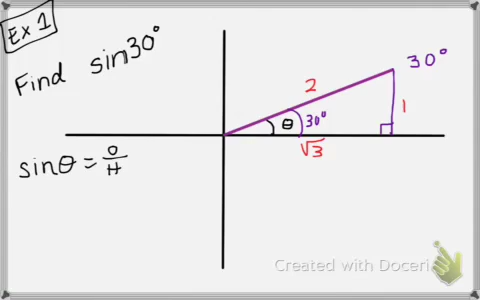 Ex 1
Find sin30°
30°
2
1
θ
30°
√3
sinθ = O/H
Created with Doceri